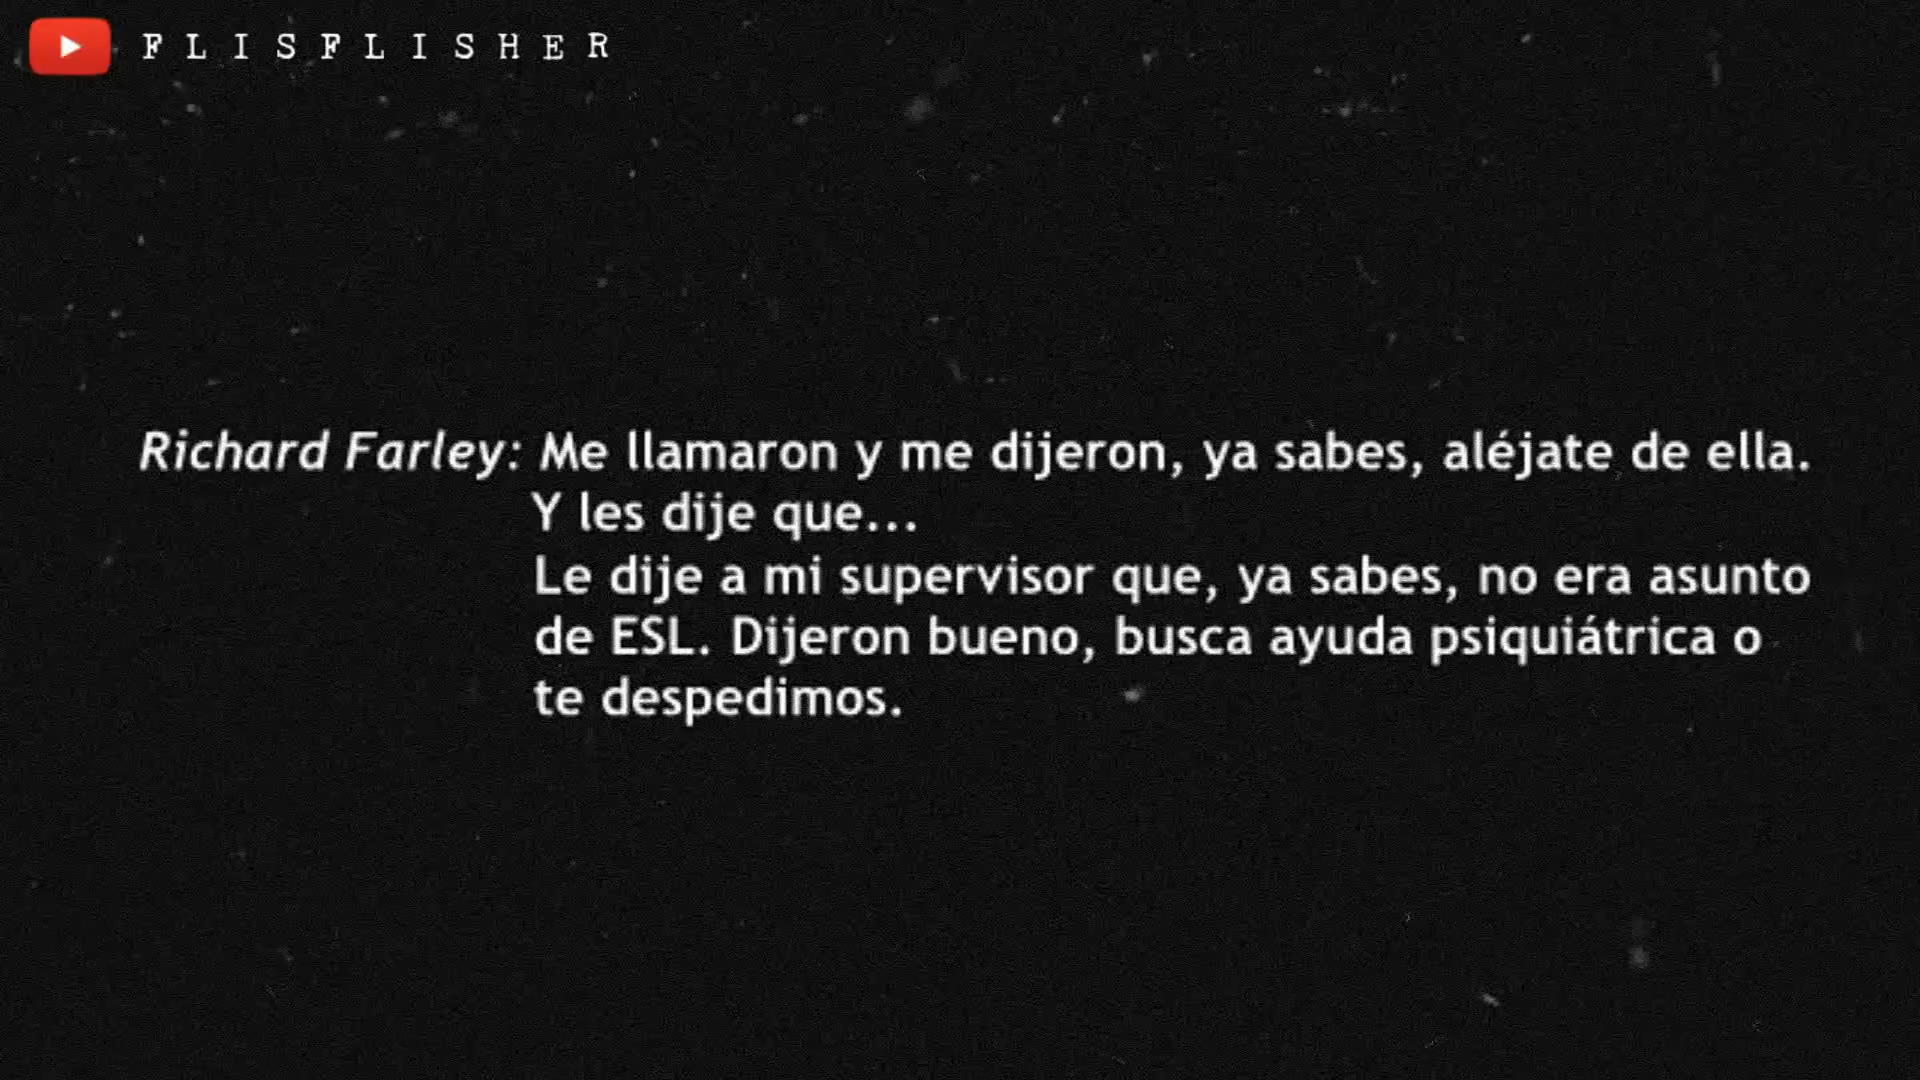 FLISFLISHER
Richard Farley: Me llamaron y me dijeron, ya sabes, aléjate de ella.
Y les dije que...
Le dije a mi supervisor que, ya sabes, no era asunto
de ESL. Dijeron bueno, busca ayuda psiquiátrica o
te despedimos.